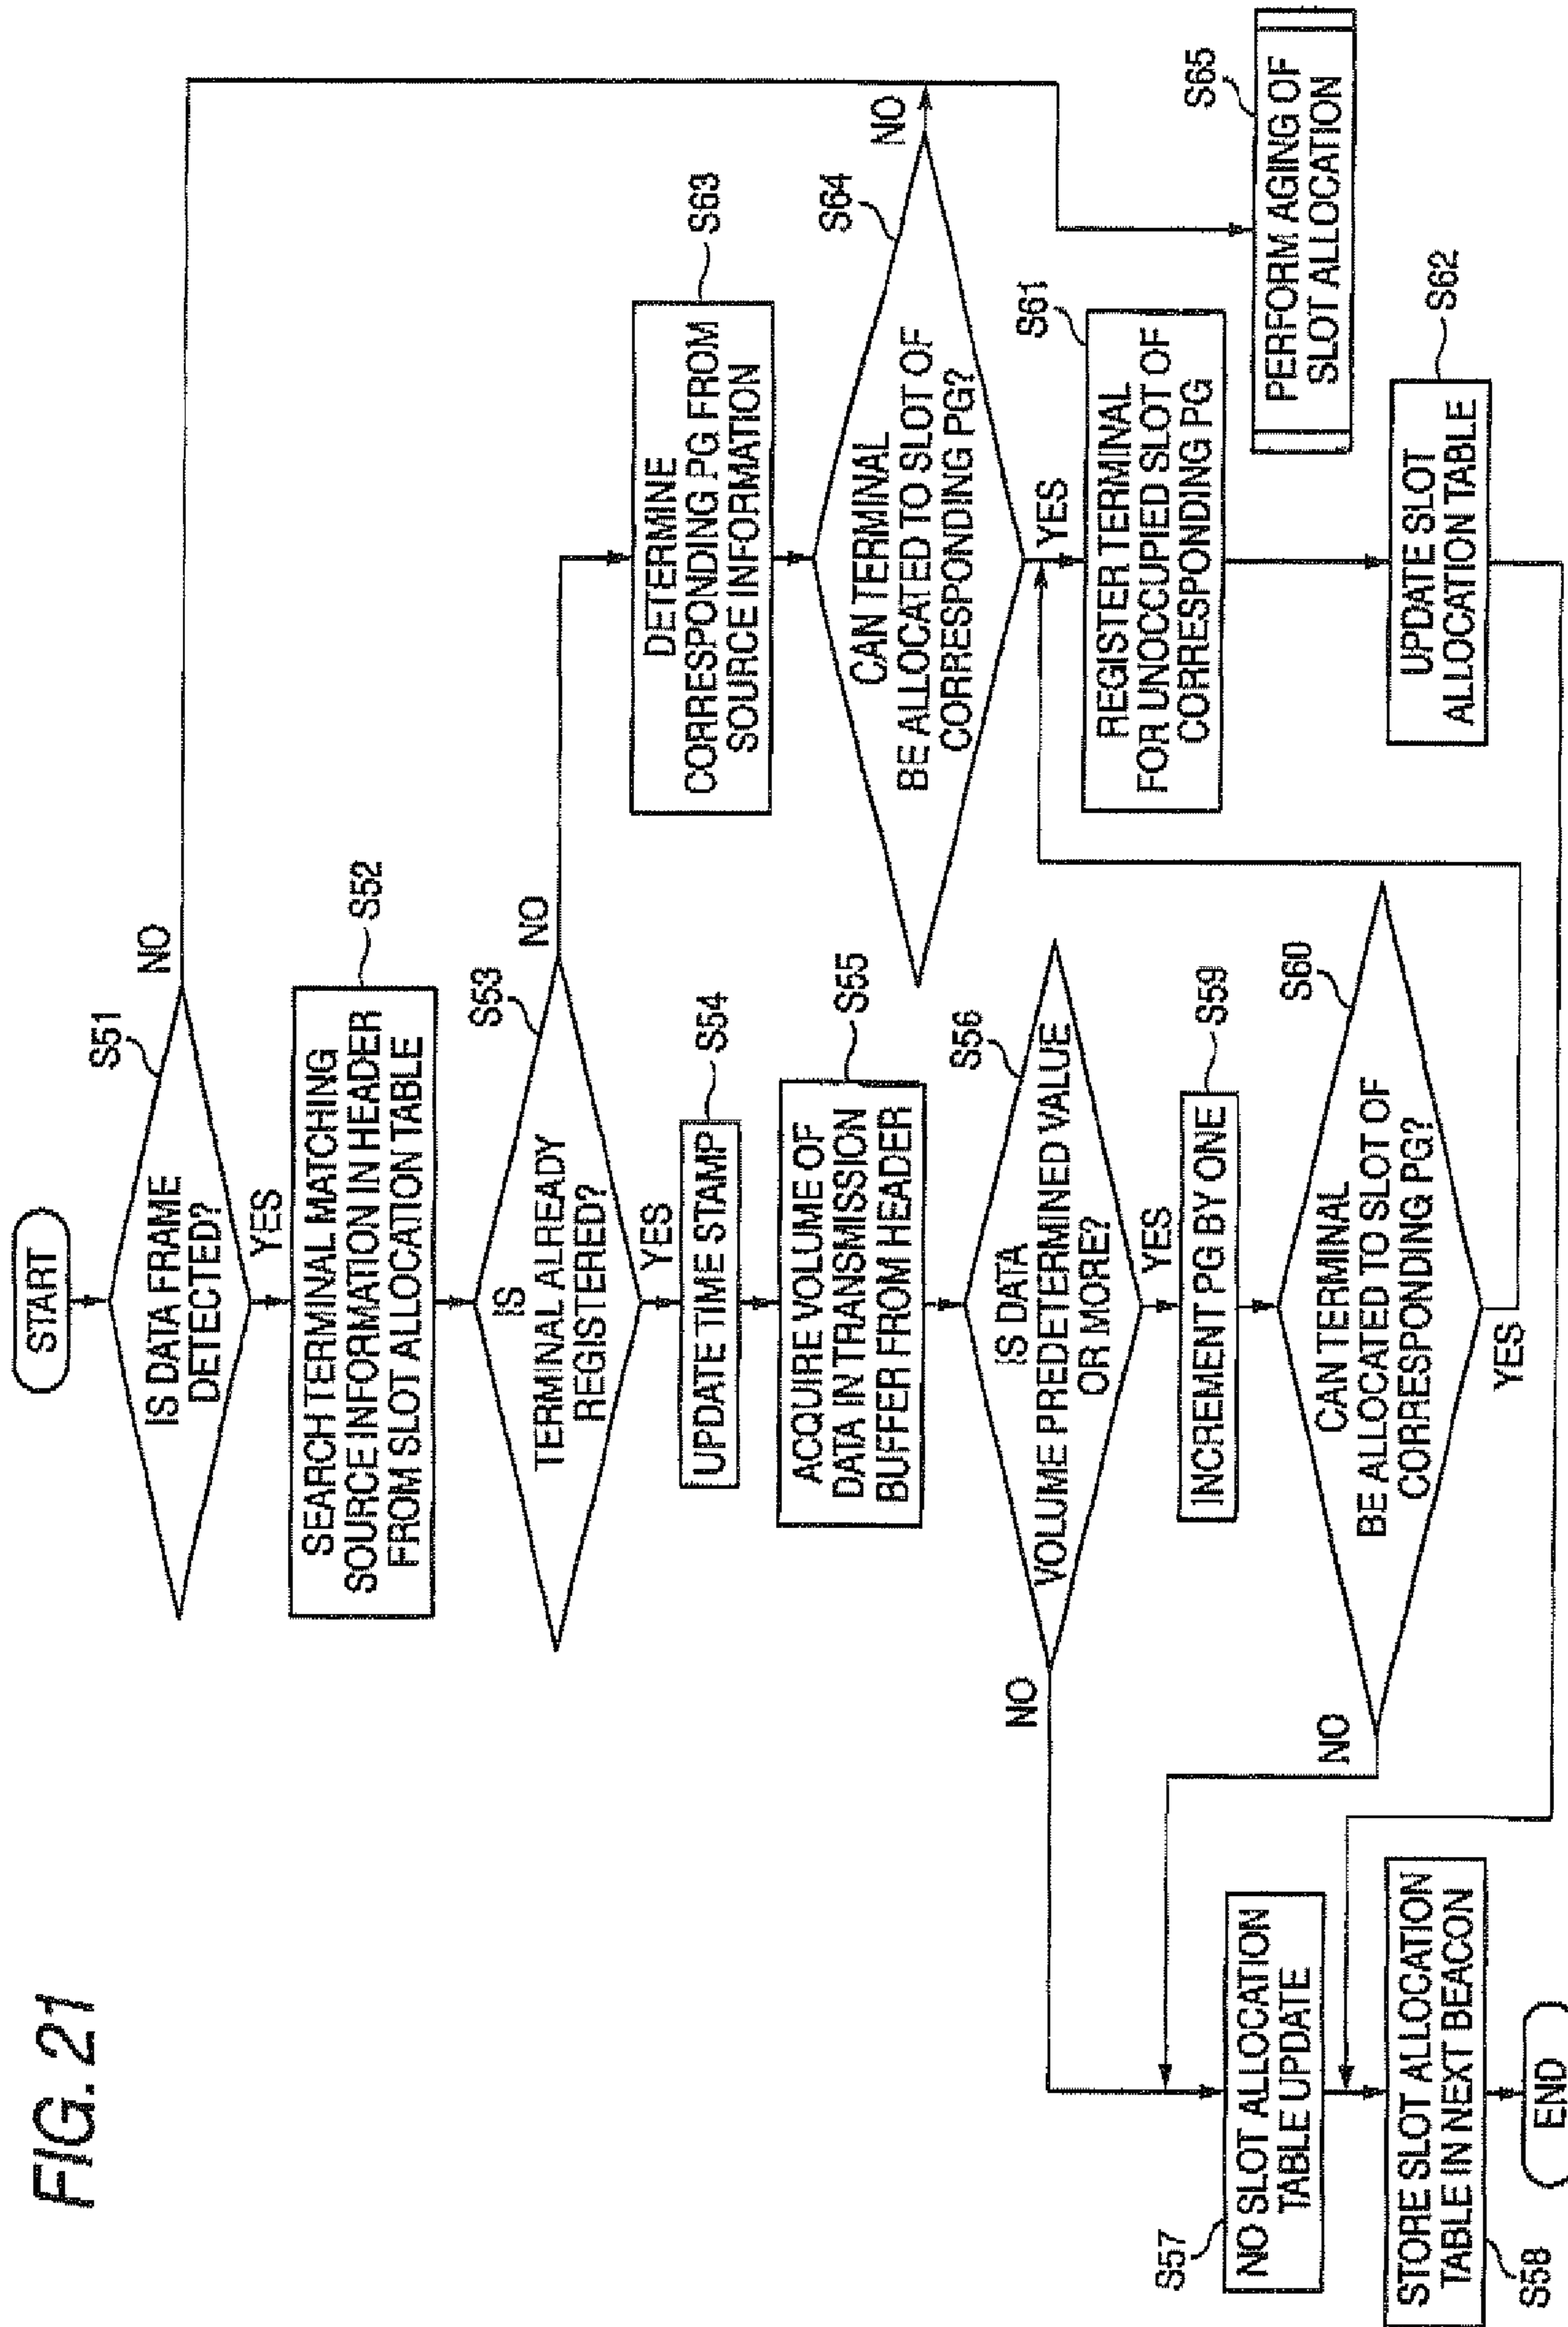 FIG. 21
START
S51
IS DATA FRAME
DETECTED?
NO
YES
S52
SEARCH TERMINAL MATCHING
SOURCE INFORMATION IN HEADER
FROM SLOT ALLOCATION TABLE
S53
IS
TERMINAL ALREADY
REGISTERED?
NO
YES
S54
UPDATE TIME STAMP
S55
ACQUIRE VOLUME OF
DATA IN TRANSMISSION
BUFFER FROM HEADER
S56
IS DATA
VOLUME PREDETERMINED VALUE
OR MORE?
NO
YES
S59
INCREMENT PG BY ONE
S60
CAN TERMINAL
BE ALLOCATED TO SLOT OF
CORRESPONDING PG?
NO
YES
S57
NO SLOT ALLOCATION
TABLE UPDATE
S58
STORE SLOT ALLOCATION
TABLE IN NEXT BEACON
END
S63
DETERMINE
CORRESPONDING PG FROM
SOURCE INFORMATION
S64
CAN TERMINAL
BE ALLOCATED TO SLOT OF
CORRESPONDING PG?
NO
YES
S61
REGISTER TERMINAL
FOR UNOCCUPIED SLOT OF
CORRESPONDING PG
S62
UPDATE SLOT
ALLOCATION TABLE
S65
PERFORM AGING OF
SLOT ALLOCATION